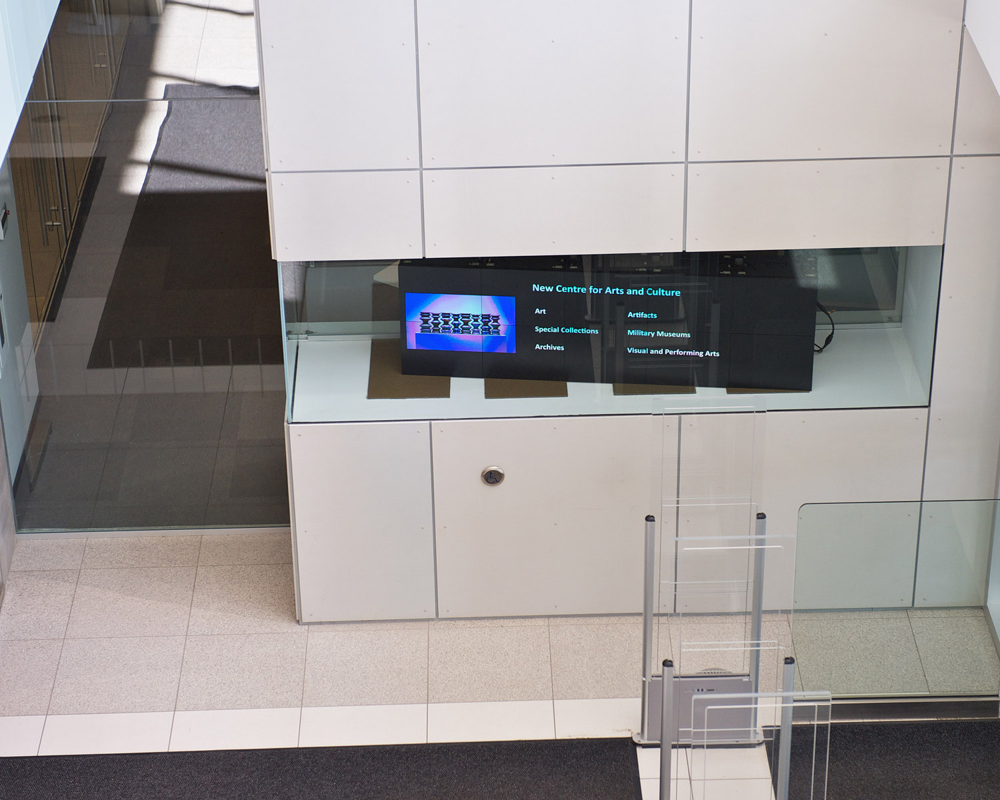 New Centre for Arts and Culture
Art
Special Collections
Archives
Artifacts
Military Museums
Visual and Performing Arts